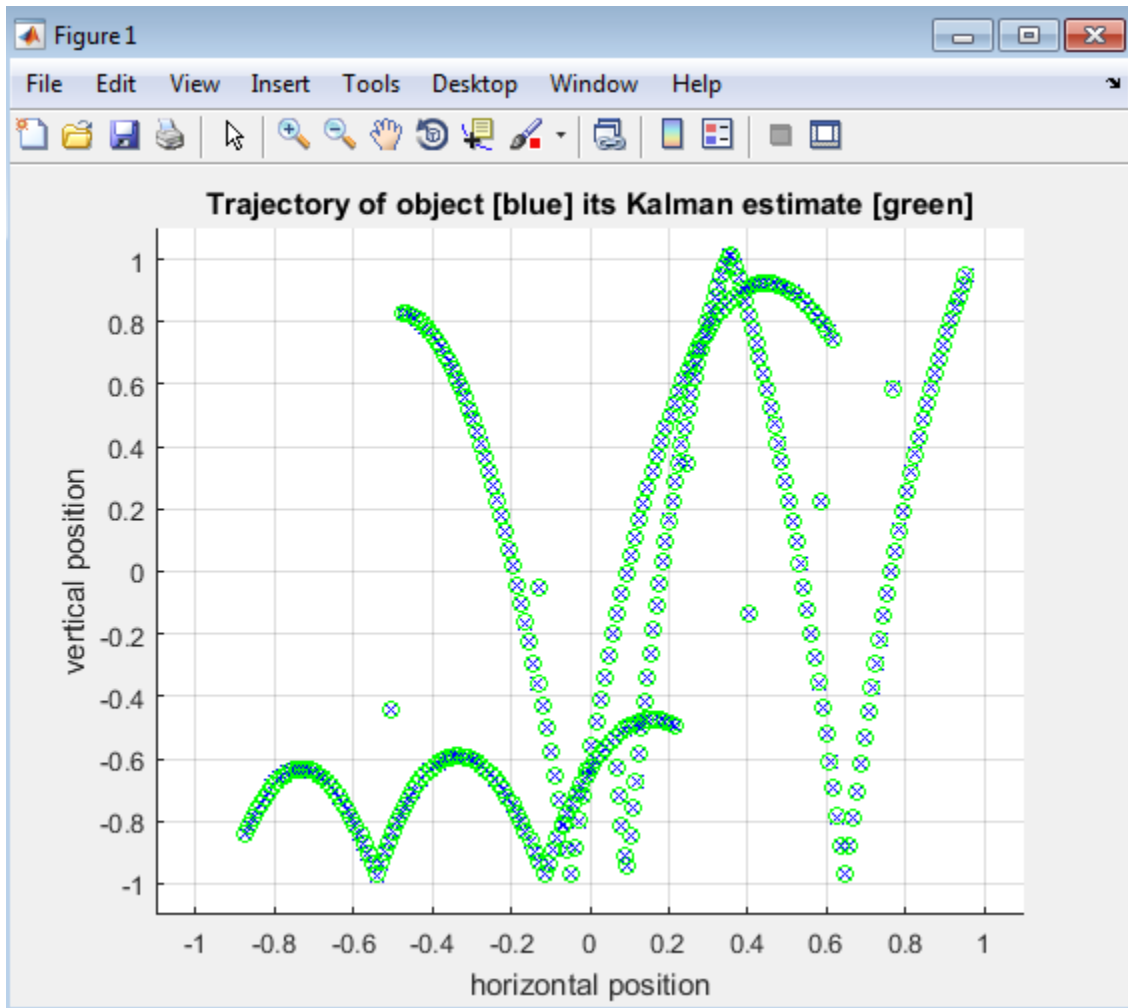 Figure 1
File Edit View Insert Tools Desktop Window Help
Trajectory of object [blue] its Kalman estimate [green]
1
0.8
0.6
0.4
0.2
0
-0.2
-0.4
-0.6
-0.8
-1
vertical position
-1 -0.8 -0.6 -0.4 -0.2 0 0.2 0.4 0.6 0.8 1
horizontal position